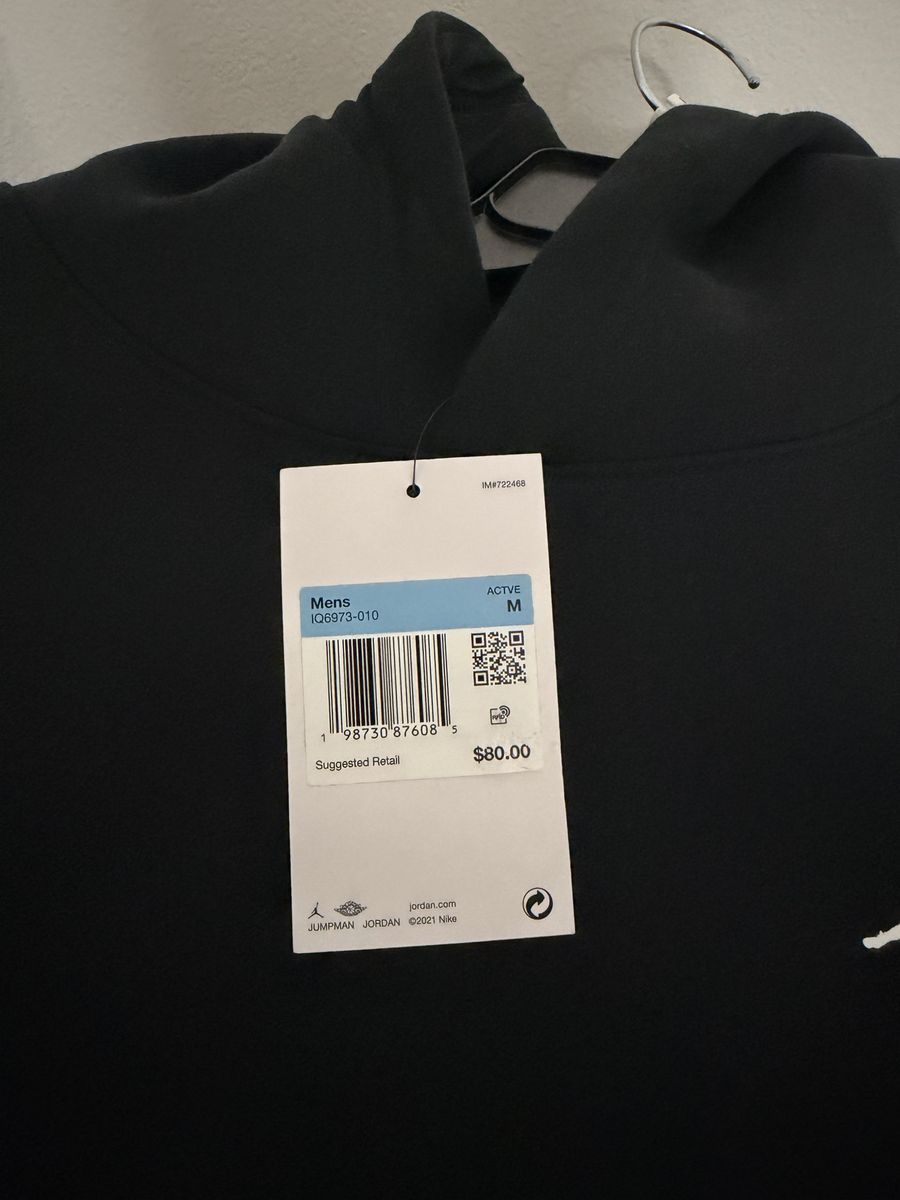 IM#722468
Mens
ACTVE
IQ6973-010
M
1 98730 87608 5
RFID
Suggested Retail
$80.00
jordan.com
JUMPMAN JORDAN ©2021 Nike